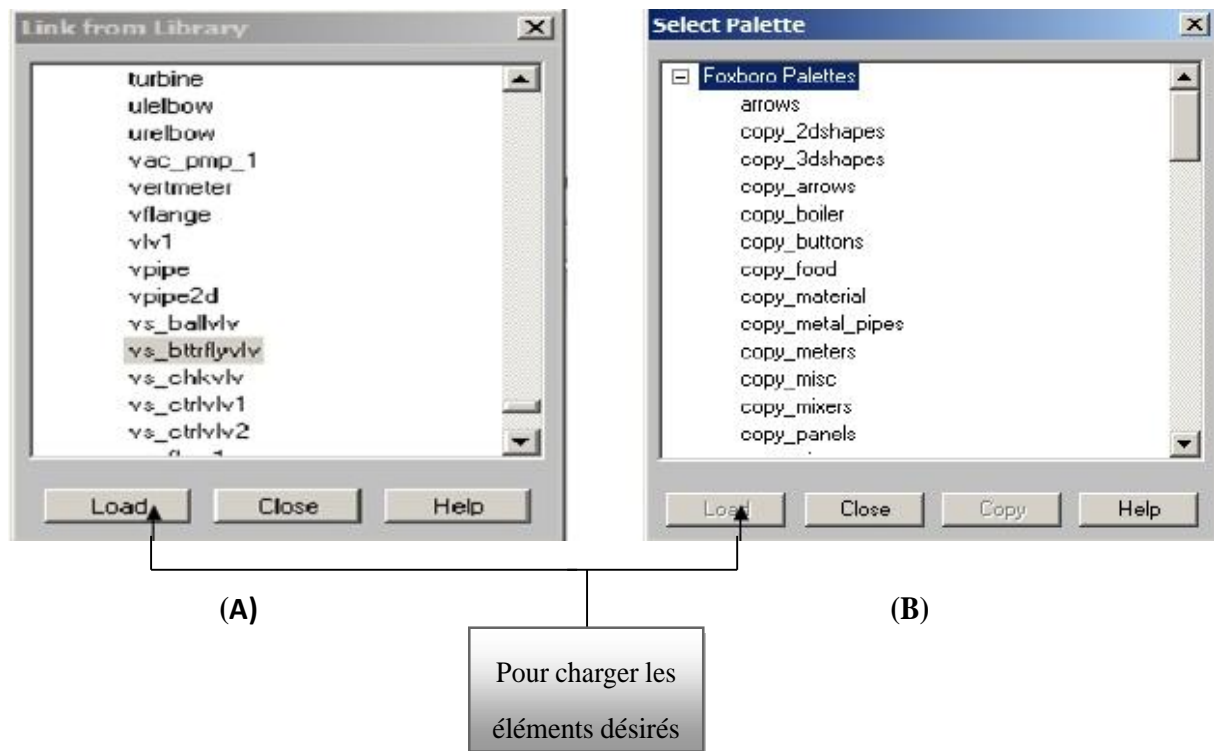 Link from Library
turbine
ulelbow
urelbow
vac_pmp_1
vertmeter
vflange
vlv1
vpipe
vpipe2d
vs_ballvlv
vs_bttrflyvlv
vs_chkvlv
vs_ctrlvlv1
vs_ctrlvlv2
Load
Close
Help
(A)
Select Palette
Foxboro Palettes
arrows
copy_2dshapes
copy_3dshapes
copy_arrows
copy_boiler
copy_buttons
copy_food
copy_material
copy_metal_pipes
copy_meters
copy_misc
copy_mixers
copy_panels
Load
Close
Copy
Help
(B)
Pour charger les
éléments désirés